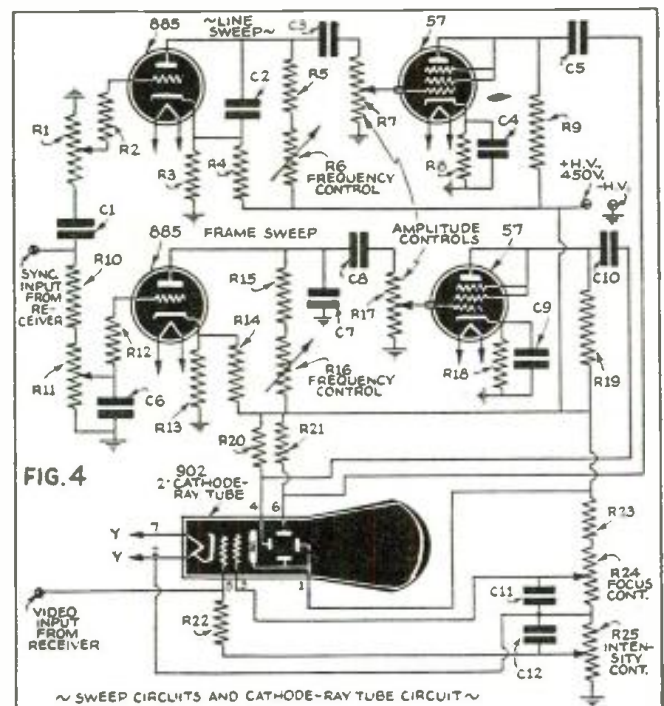 885
~LINE
SWEEP~
C3
57
C5
C2
R5
R7
R1
R2
R3
R4
R6
FREQUENCY
CONTROL
R8
C4
R9
+H.V.
450V.
-H.V.
C1
885
FRAME SWEEP
AMPLITUDE
CONTROLS
57
SYNC.
INPUT
FROM
RE-
CEIVER
R10
R15
C8
C10
C7
R17
R12
R14
C9
R11
R16
FREQUENCY
CONTROL
R18
R19
C6
R13
R20
R21
FIG. 4
902
2" CATHODE-
RAY TUBE
4
6
Y
7
Y
1
R23
R24
FOCUS
CONT.
C11
VIDEO
INPUT
FROM
RECEIVER
R22
C12
R25
INTEN-
SITY
CONT.
~ SWEEP CIRCUITS AND CATHODE-RAY TUBE CIRCUIT ~